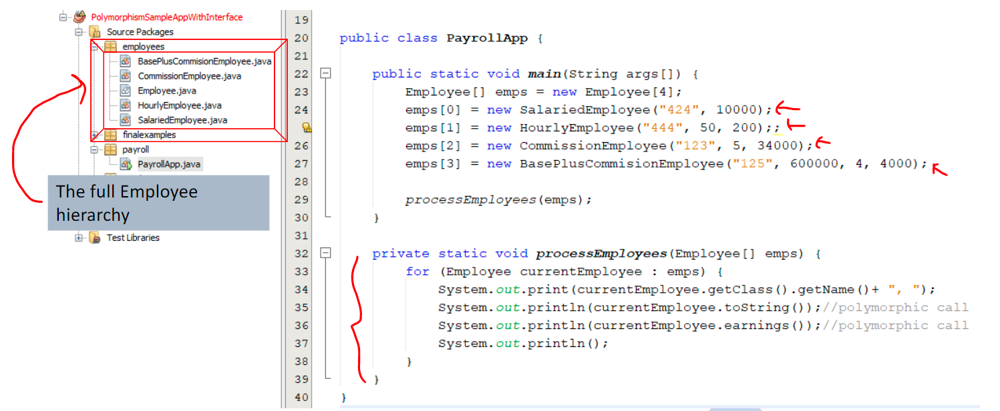 PolymorphismSampleAppWithInterface
Source Packages
employees
BasePlusCommisionEmployee.java
CommissionEmployee.java
Employee.java
HourlyEmployee.java
SalariedEmployee.java
finalexamples
payroll
PayrollApp.java
The full Employee
hierarchy
Test Libraries
19
20 public class PayrollApp {
21
22 public static void main(String args[]) {
23 Employee[] emps = new Employee[4];
24 emps[0] = new SalariedEmployee("424", 10000);
emps[1] = new HourlyEmployee("444", 50, 200);;
26 emps[2] = new CommissionEmployee("123", 5, 34000);
27 emps[3] = new BasePlusCommisionEmployee("125", 600000, 4, 4000);
28
29 processEmployees(emps);
30 }
31
32 private static void processEmployees(Employee[] emps) {
33 for (Employee currentEmployee : emps) {
34 System.out.print(currentEmployee.getClass().getName()+ ", ");
35 System.out.println(currentEmployee.toString());//polymorphic call
36 System.out.println(currentEmployee.earnings());//polymorphic call
37 System.out.println();
38 }
39 }
40 }